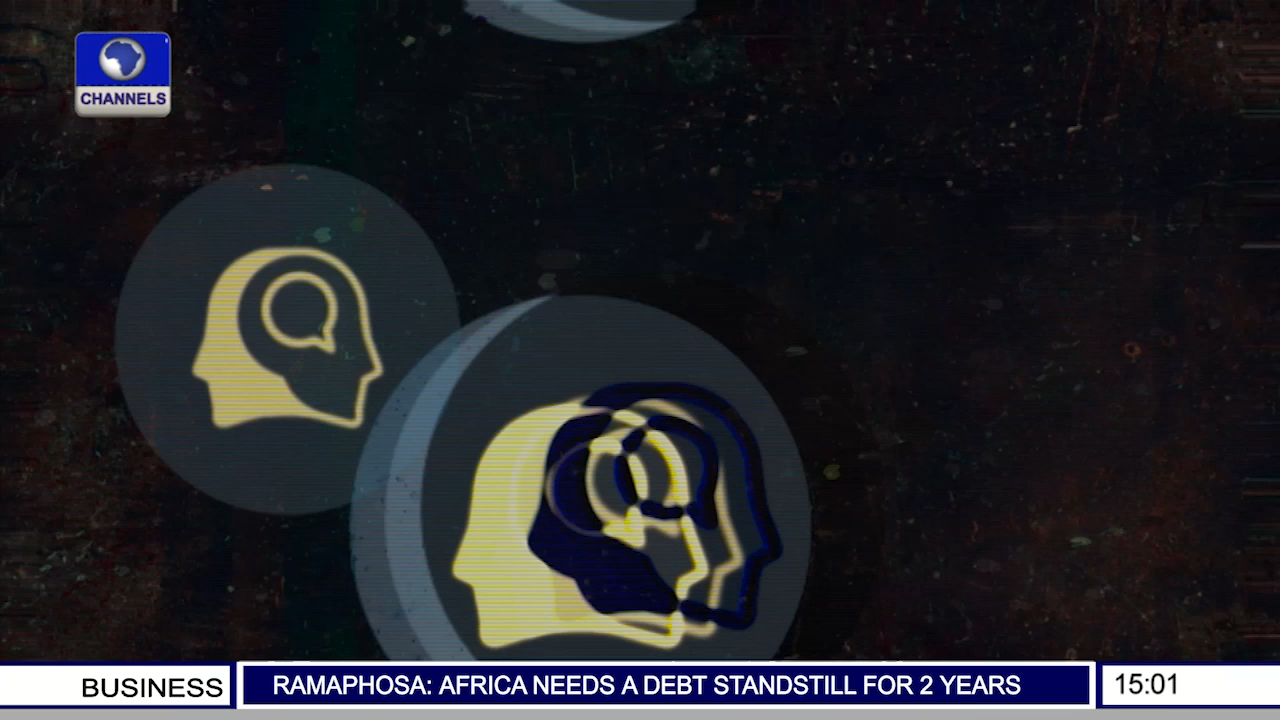 CHANNELS
BUSINESS
RAMAPHOSA: AFRICA NEEDS A DEBT STANDSTILL FOR 2 YEARS
15:01